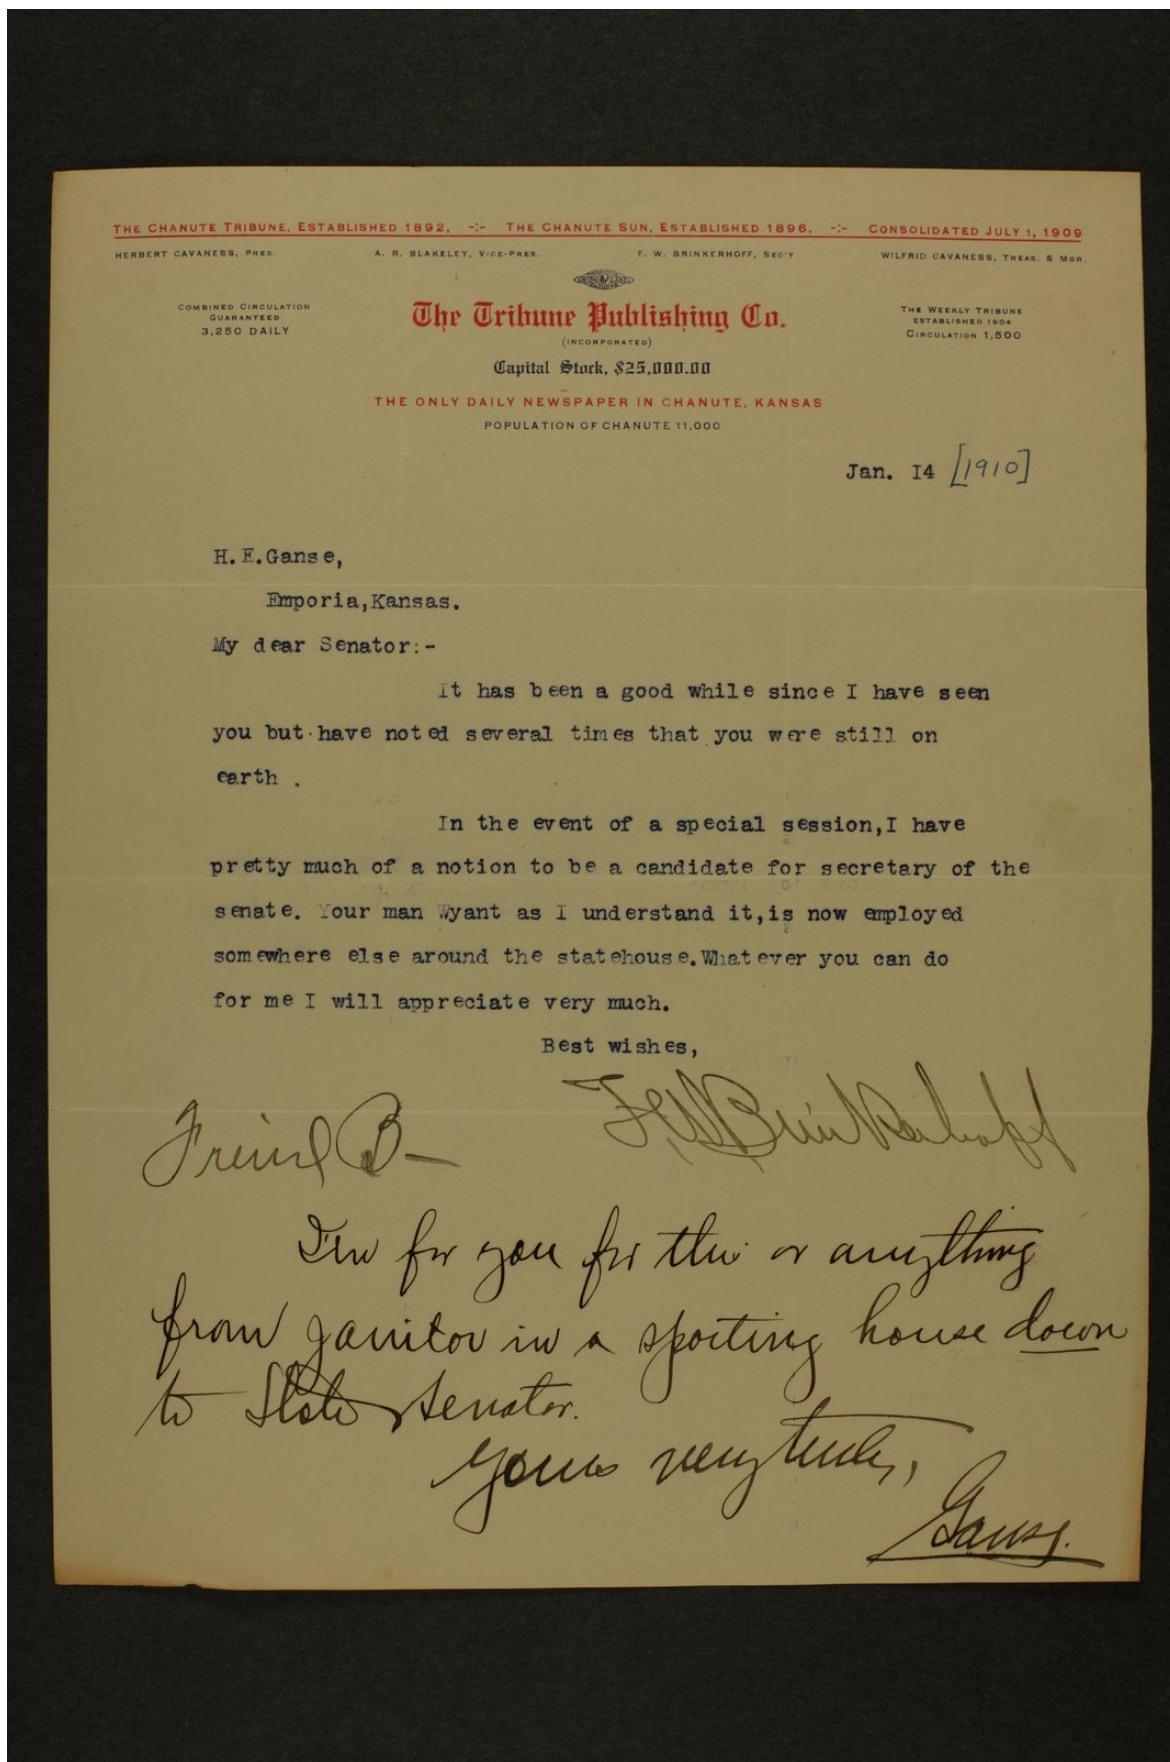 THE CHANUTE TRIBUNE, ESTABLISHED 1892, -:- THE CHANUTE SUN, ESTABLISHED 1896, -:- CONSOLIDATED JULY 1, 1909
HERBERT CAVANESS, PRES. A. R. BLAKELEY, VICE-PRES. F. W. BRINKERHOFF, SEC'Y WILFRID CAVANESS, TREAS. & MGR.
COMBINED CIRCULATION
GUARANTEED
3,250 DAILY
The Tribune Publishing Co.
(INCORPORATED)
Capital Stock, $25,000.00
THE WEEKLY TRIBUNE
ESTABLISHED 1904
CIRCULATION 1,500
THE ONLY DAILY NEWSPAPER IN CHANUTE, KANSAS
POPULATION OF CHANUTE 11,000
Jan. I4 [1910]
H.E.Ganse,
Emporia,Kansas.
My dear Senator:-
It has been a good while since I have seen
you but have noted several times that you were still on
earth .
In the event of a special session,I have
pretty much of a notion to be a candidate for secretary of the
senate. Your man Wyant as I understand it,is now employed
somewhere else around the statehouse.Whatever you can do
for me I will appreciate very much.
Best wishes,
F.W. Brinkerhoff
Freind B—
I'm for you for this or anything
from janitor in a sporting house down
to State Senator.
Yours very truly,
Ganse.